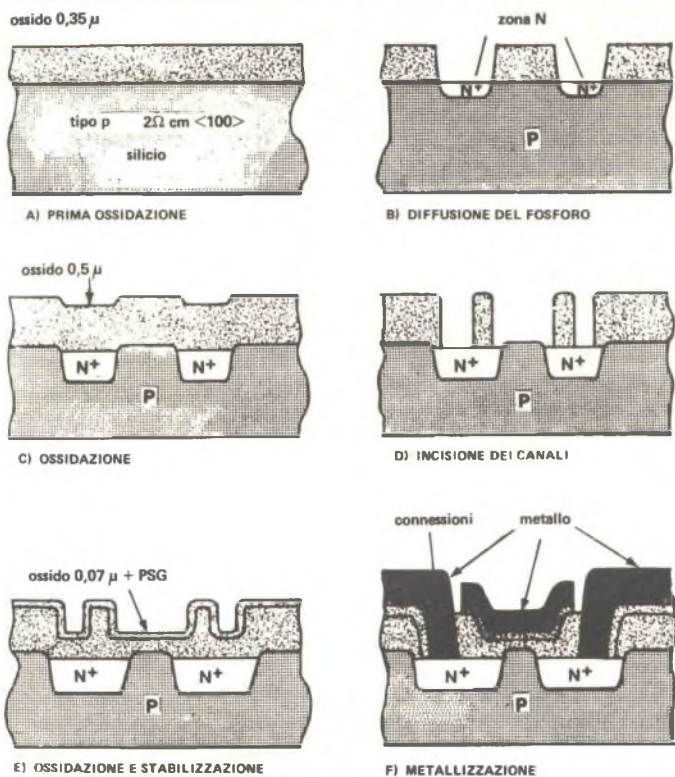 ossido 0,35 µ
zona N
tipo p 2Ω cm <100>
silicio
N+ N+
P
A) PRIMA OSSIDAZIONE
B) DIFFUSIONE DEL FOSFORO
ossido 0,5 µ
N+ N+
P
N+ N+
P
C) OSSIDAZIONE
D) INCISIONE DEI CANALI
connessioni
metallo
ossido 0,07 µ + PSG
N+ N+
P
N+ N+
P
E) OSSIDAZIONE E STABILIZZAZIONE
F) METALLIZZAZIONE